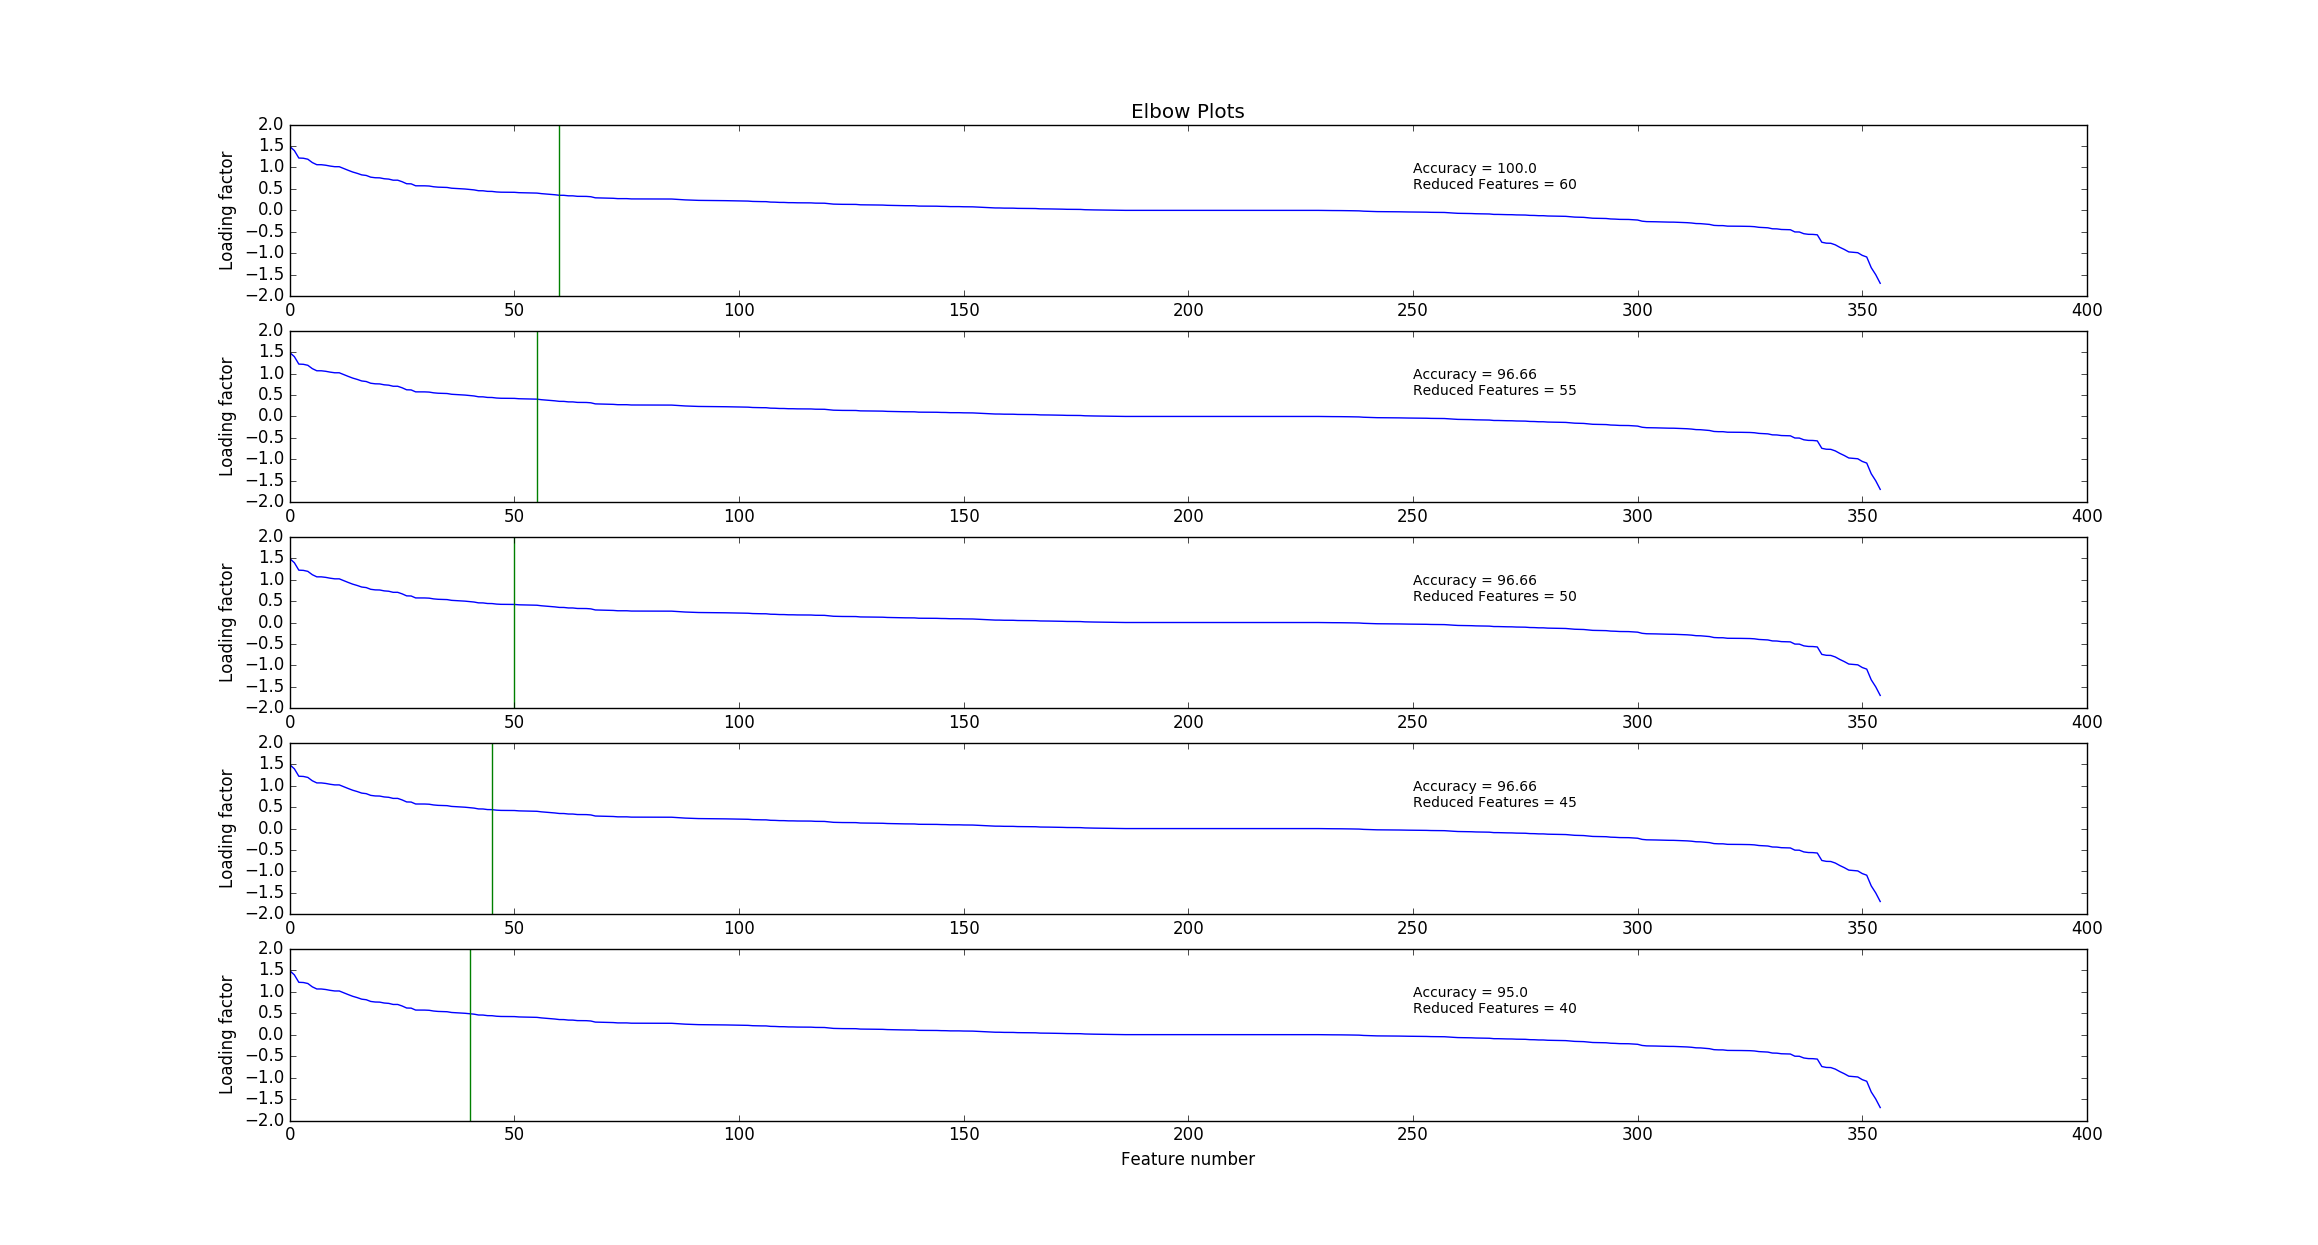 Elbow Plots
2.0
1.5
1.0
0.5
0.0
−0.5
−1.0
−1.5
−2.0
Loading factor
Accuracy = 100.0
Reduced Features = 60
0 50 100 150 200 250 300 350 400
2.0
1.5
1.0
0.5
0.0
−0.5
−1.0
−1.5
−2.0
Loading factor
Accuracy = 96.66
Reduced Features = 55
0 50 100 150 200 250 300 350 400
2.0
1.5
1.0
0.5
0.0
−0.5
−1.0
−1.5
−2.0
Loading factor
Accuracy = 96.66
Reduced Features = 50
0 50 100 150 200 250 300 350 400
2.0
1.5
1.0
0.5
0.0
−0.5
−1.0
−1.5
−2.0
Loading factor
Accuracy = 96.66
Reduced Features = 45
0 50 100 150 200 250 300 350 400
2.0
1.5
1.0
0.5
0.0
−0.5
−1.0
−1.5
−2.0
Loading factor
Accuracy = 95.0
Reduced Features = 40
0 50 100 150 200 250 300 350 400
Feature number